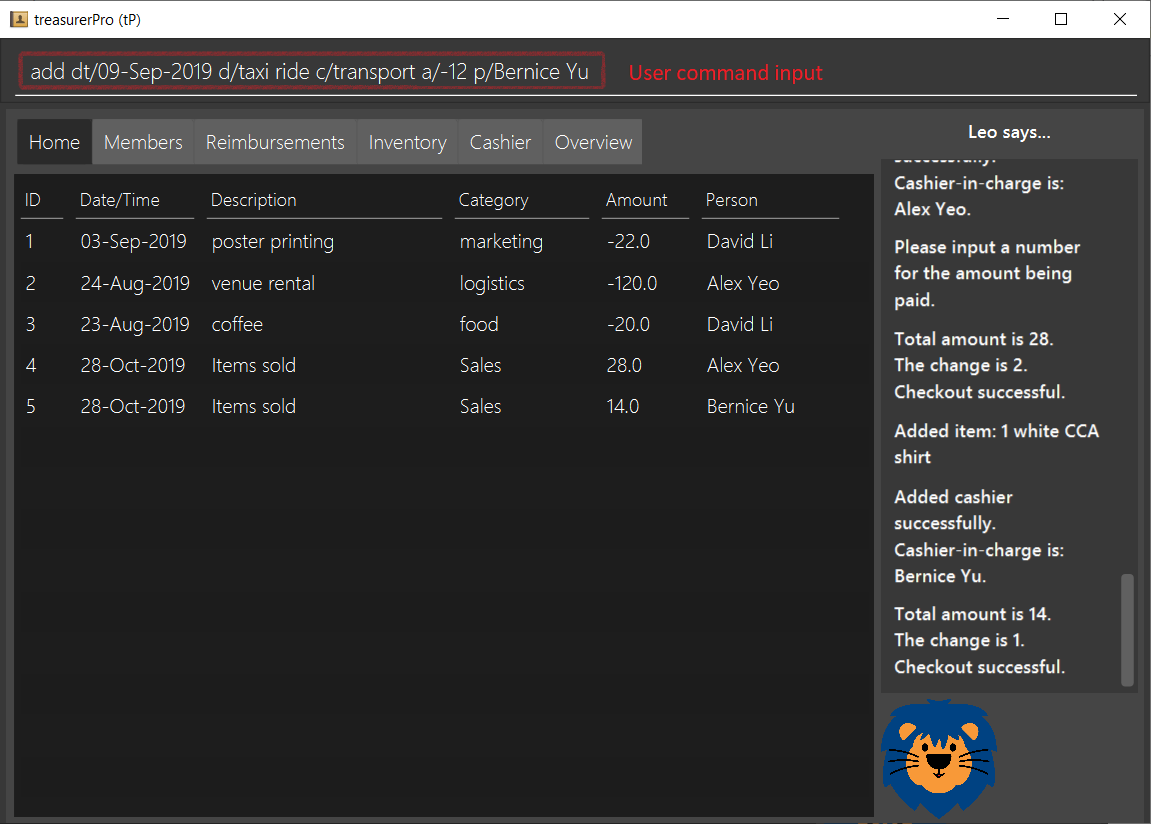 treasurerPro (tP)
add dt/09-Sep-2019 d/taxi ride c/transport a/-12 p/Bernice Yu
User command input
Home Members Reimbursements Inventory Cashier Overview
ID Date/Time Description Category Amount Person
1 03-Sep-2019 poster printing marketing -22.0 David Li
2 24-Aug-2019 venue rental logistics -120.0 Alex Yeo
3 23-Aug-2019 coffee food -20.0 David Li
4 28-Oct-2019 Items sold Sales 28.0 Alex Yeo
5 28-Oct-2019 Items sold Sales 14.0 Bernice Yu
Leo says...
successfully.
Cashier-in-charge is:
Alex Yeo.
Please input a number
for the amount being
paid.
Total amount is 28.
The change is 2.
Checkout successful.
Added item: 1 white CCA
shirt
Added cashier
successfully.
Cashier-in-charge is:
Bernice Yu.
Total amount is 14.
The change is 1.
Checkout successful.